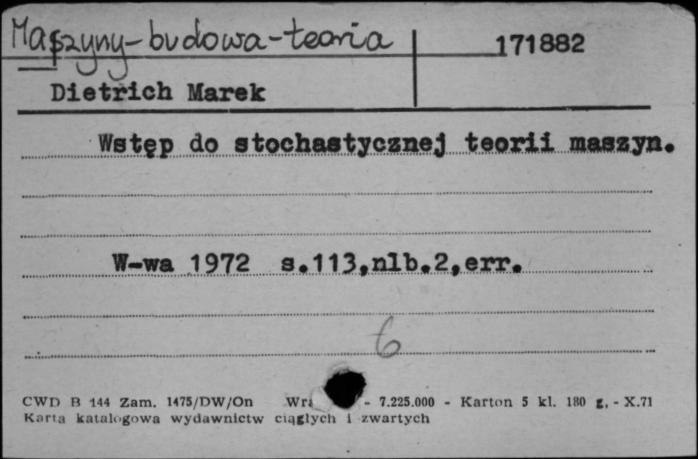 Maszyny-budowa-teoria
171882
Dietrich Marek
Wstęp do stochastycznej teorii maszyn.
W-wa 1972 s.113,nlb.2,err.
6
CWD B 144 Zam. 1475/DW/On - 7.225.000 - Karton 5 kl. 180 g. - X.71
Karta katalogowa wydawnictw ciągłych i zwartych